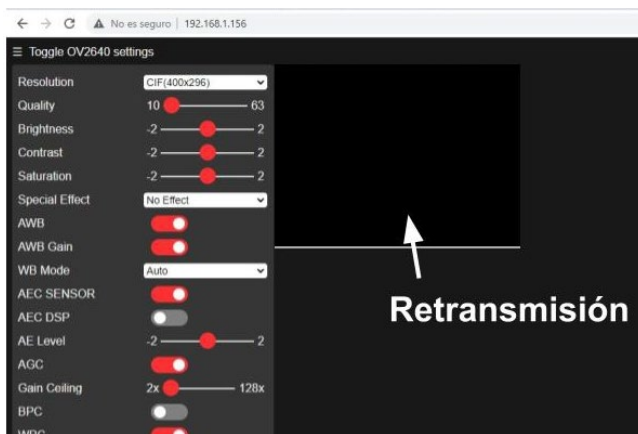 No es seguro | 192.168.1.156
Toggle OV2640 settings
Resolution CIF(400x296)
Quality 10 63
Brightness -2 2
Contrast -2 2
Saturation -2 2
Special Effect No Effect
AWB
AWB Gain
WB Mode Auto
AEC SENSOR
AEC DSP
Retransmisión
AE Level -2 2
AGC
Gain Ceiling 2x 128x
BPC
WPC